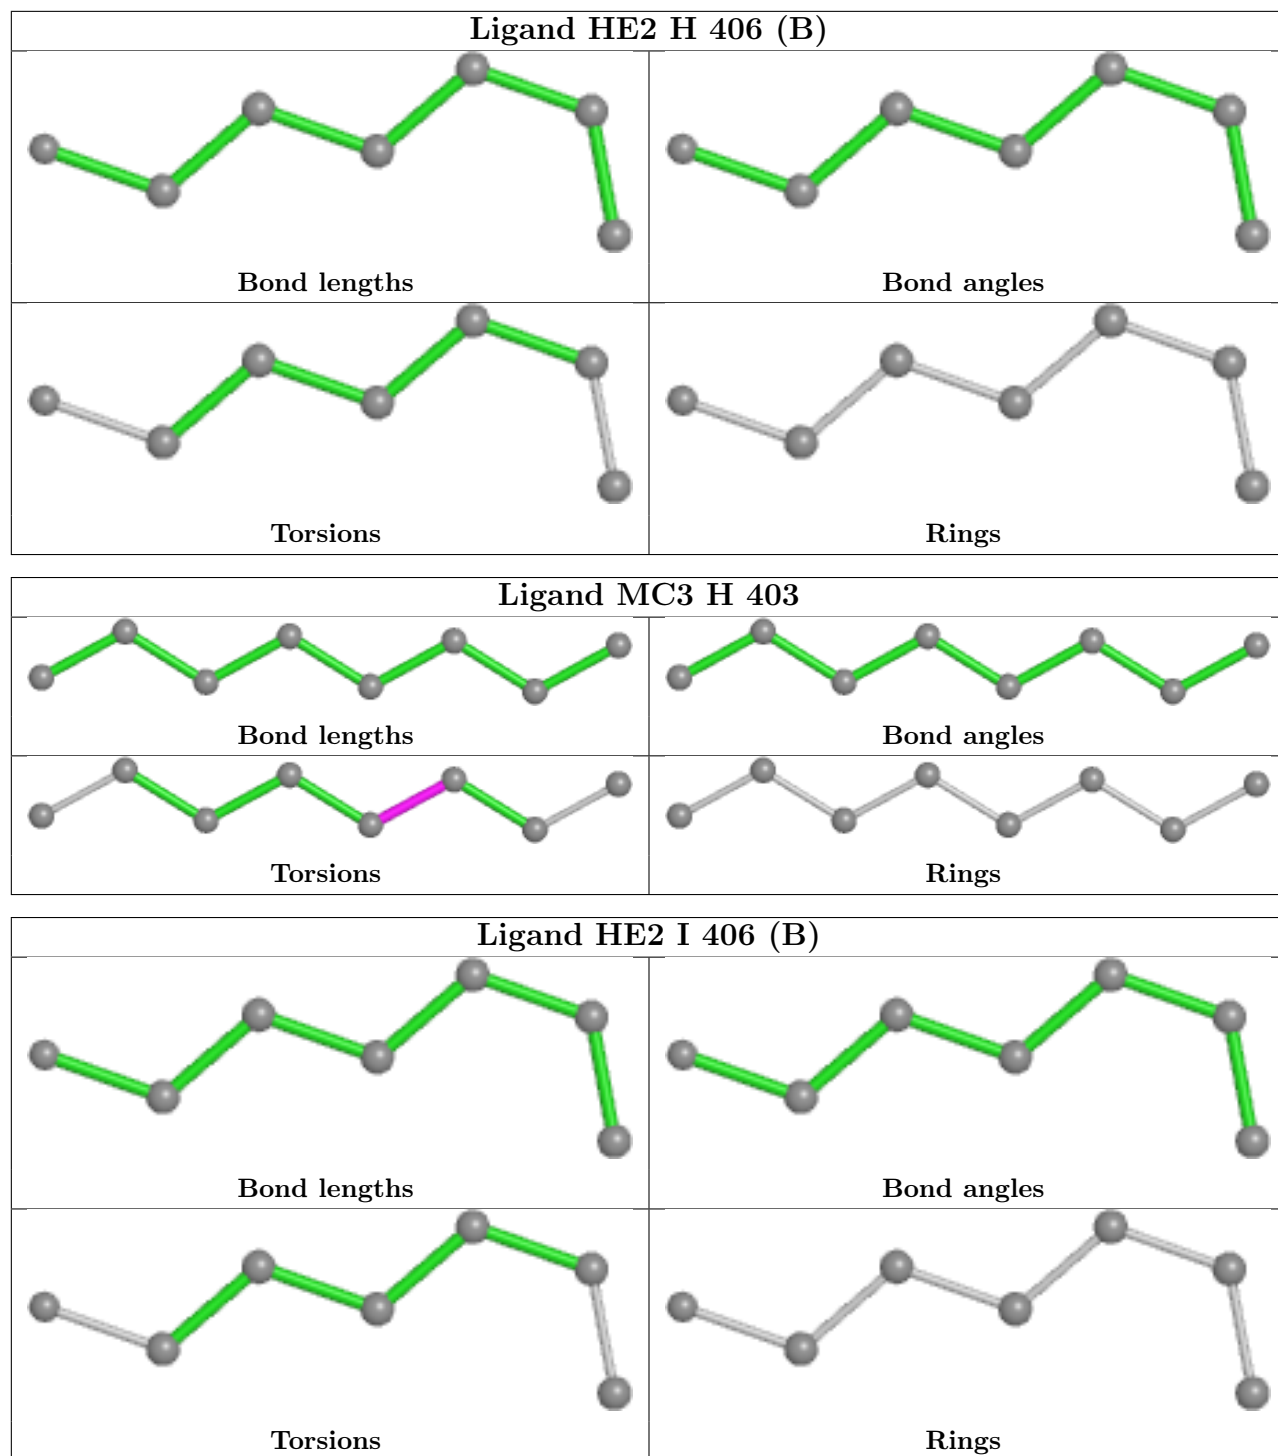 Ligand HE2 H 406 (B)
Bond lengths
Bond angles
Torsions
Rings
Ligand MC3 H 403
Bond lengths
Bond angles
Torsions
Rings
Ligand HE2 I 406 (B)
Bond lengths
Bond angles
Torsions
Rings